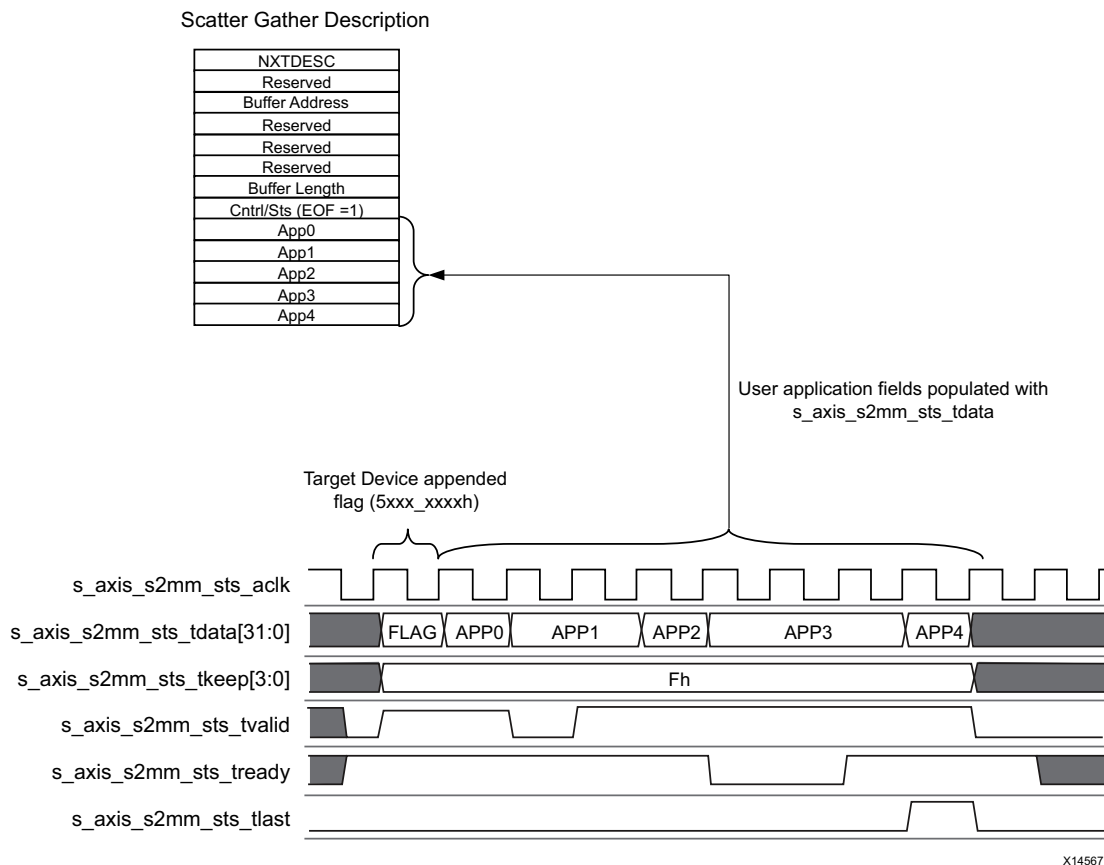 Scatter Gather Description
NXTDESC
Reserved
Buffer Address
Reserved
Reserved
Reserved
Buffer Length
Cntrl/Sts (EOF =1)
App0
App1
App2
App3
App4
User application fields populated with
s_axis_s2mm_sts_tdata
Target Device appended
flag (5xxx_xxxxh)
s_axis_s2mm_sts_aclk
s_axis_s2mm_sts_tdata[31:0]
FLAG APP0 APP1 APP2 APP3 APP4
s_axis_s2mm_sts_tkeep[3:0]
Fh
s_axis_s2mm_sts_tvalid
s_axis_s2mm_sts_tready
s_axis_s2mm_sts_tlast
X14567